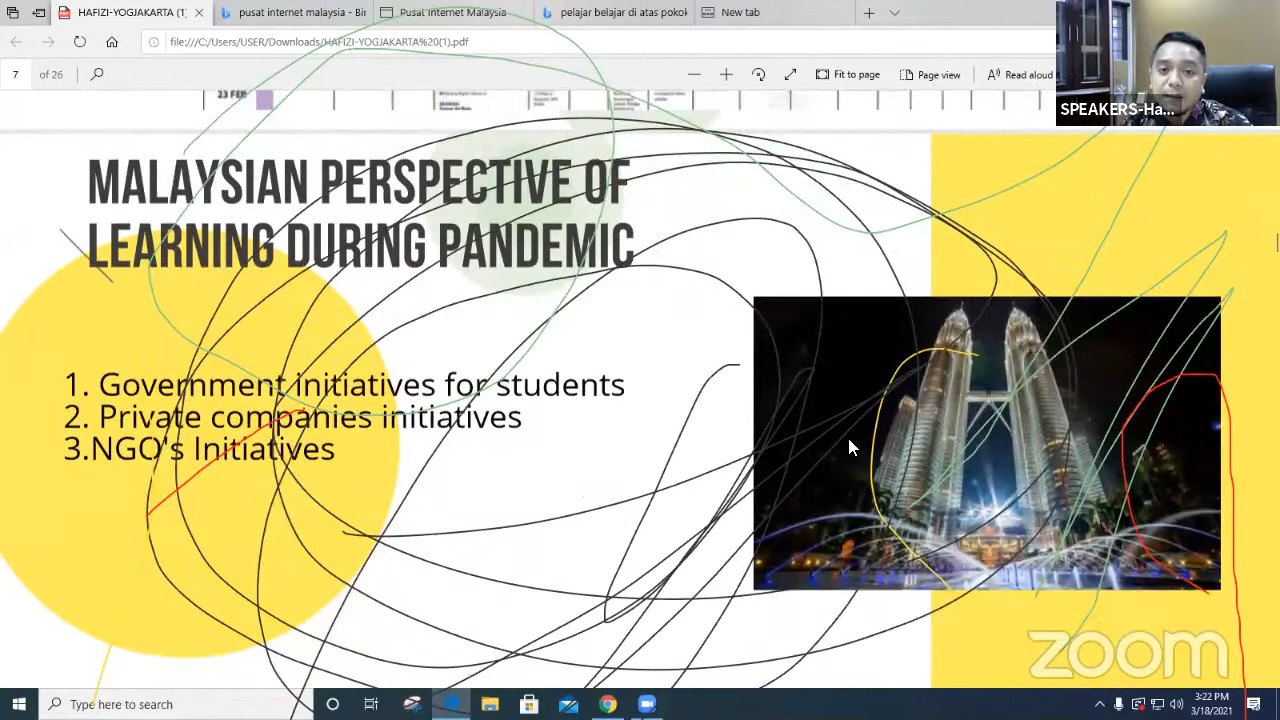 HAFIZI-YOGJAKARTA (1).
pusat internet malaysia - Bi
Pusat Internet Malaysia
pelajar belajar di atas pokok
New tab
file:///C:/Users/USER/Downloads/HAFIZI-YOGJAKARTA%20(1).pdf
7 of 26
Fit to page
Page view
Read aloud
SPEAKERS-Ha...
23 FEB
MALAYSIAN PERSPECTIVE OF
LEARNING DURING PANDEMIC
1. Government initiatives for students
2. Private companies initiatives
3.NGO's Initiatives
zoom
Type here to search
3:22 PM
3/18/2021